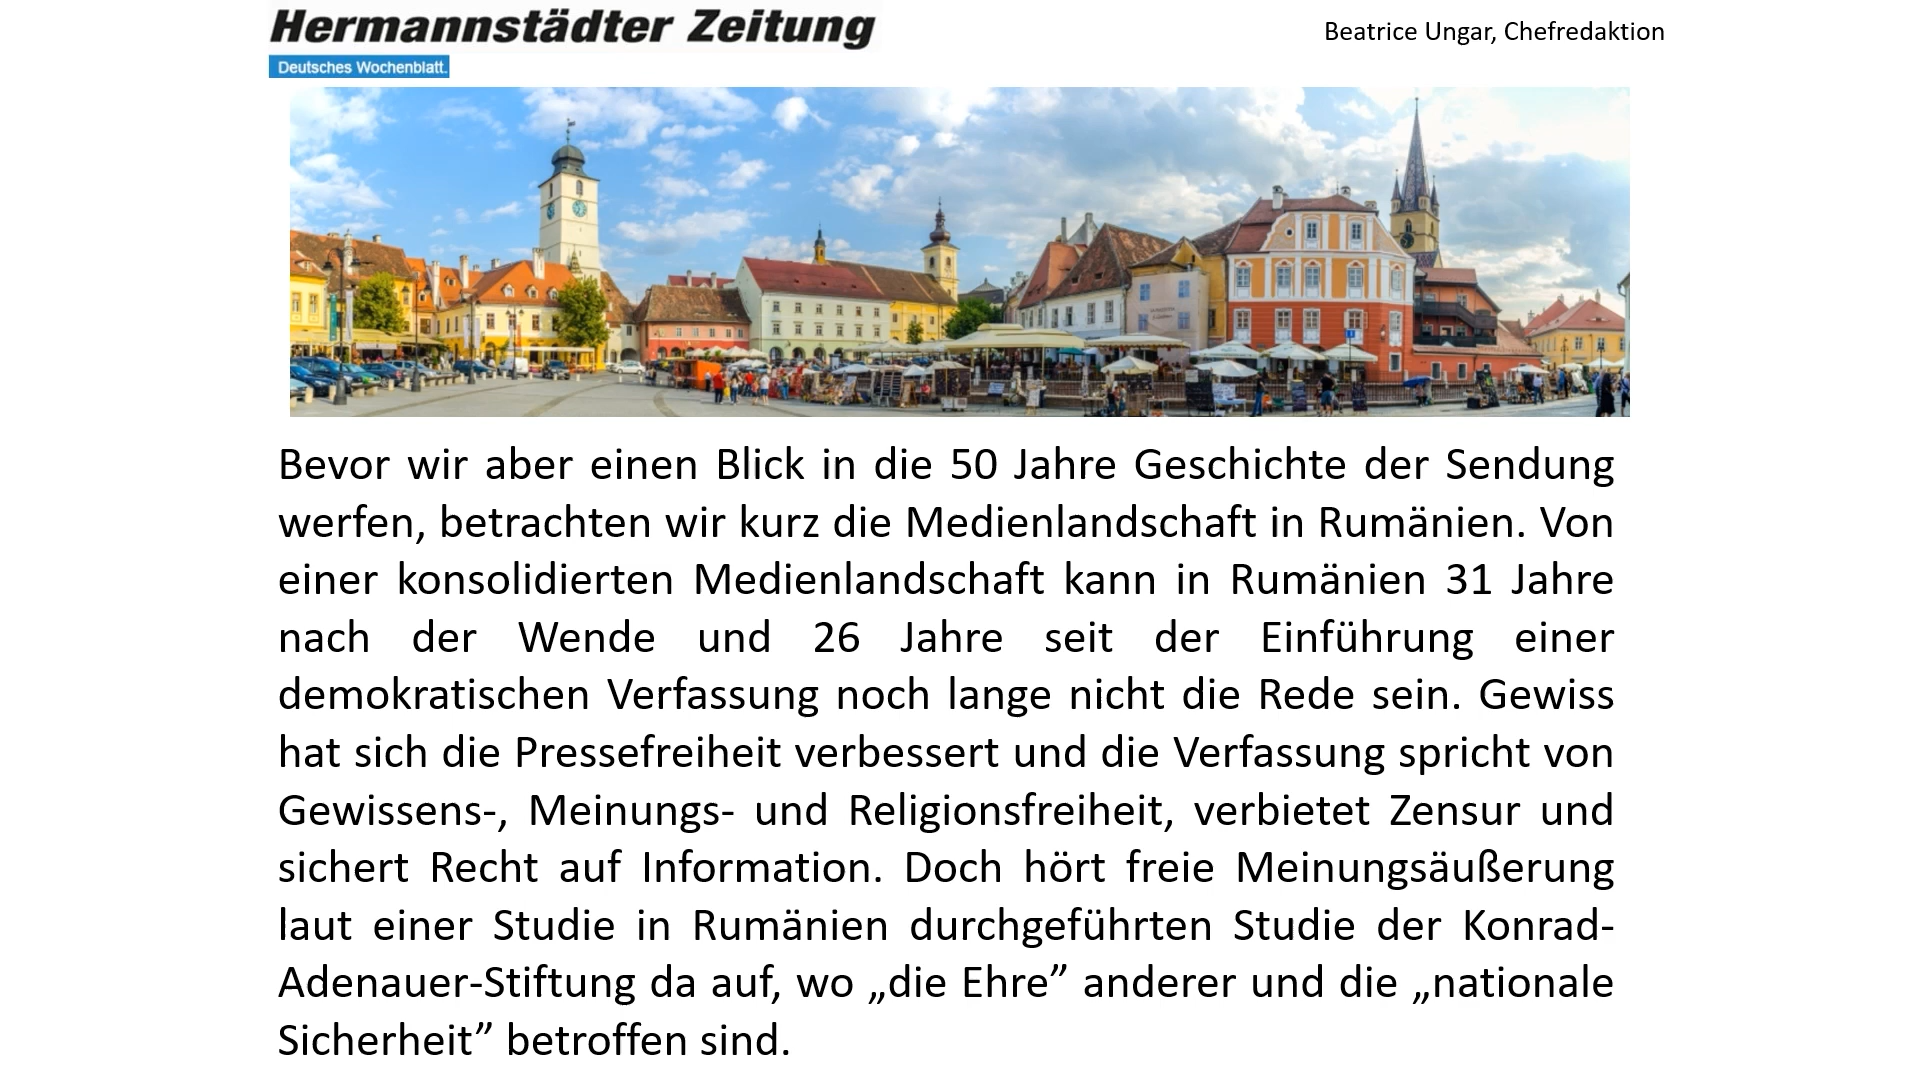 Hermannstädter Zeitung
Beatrice Ungar, Chefredaktion
Deutsches Wochenblatt.
Bevor wir aber einen Blick in die 50 Jahre Geschichte der Sendung
werfen, betrachten wir kurz die Medienlandschaft in Rumänien. Von
einer konsolidierten Medienlandschaft kann in Rumänien 31 Jahre
nach der Wende und 26 Jahre seit der Einführung einer
demokratischen Verfassung noch lange nicht die Rede sein. Gewiss
hat sich die Pressefreiheit verbessert und die Verfassung spricht von
Gewissens-, Meinungs- und Religionsfreiheit, verbietet Zensur und
sichert Recht auf Information. Doch hört freie Meinungsäußerung
laut einer Studie in Rumänien durchgeführten Studie der Konrad-
Adenauer-Stiftung da auf, wo „die Ehre” anderer und die „nationale
Sicherheit” betroffen sind.